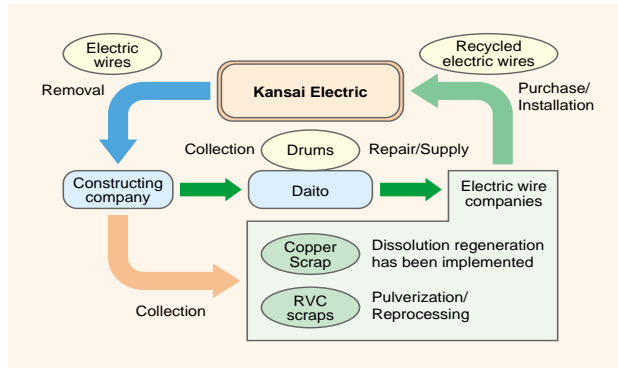 Electric
wires
Recycled
electric wires
Removal
Kansai Electric
Purchase/
Installation
Collection
Drums
Repair/Supply
Constructing
company
Daito
Electric wire
companies
Copper
Scrap
Dissolution regeneration
has been implemented
RVC
scraps
Pulverization/
Reprocessing
Collection